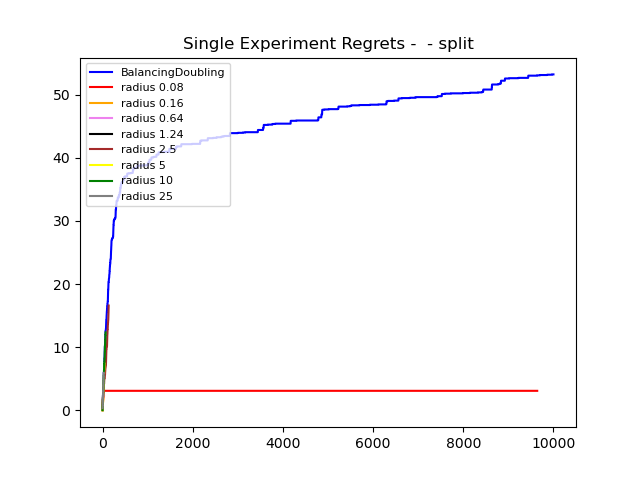 Single Experiment Regrets -  - split
BalancingDoubling
radius 0.08
radius 0.16
radius 0.64
radius 1.24
radius 2.5
radius 5
radius 10
radius 25
50
40
30
20
10
0
0 2000 4000 6000 8000 10000